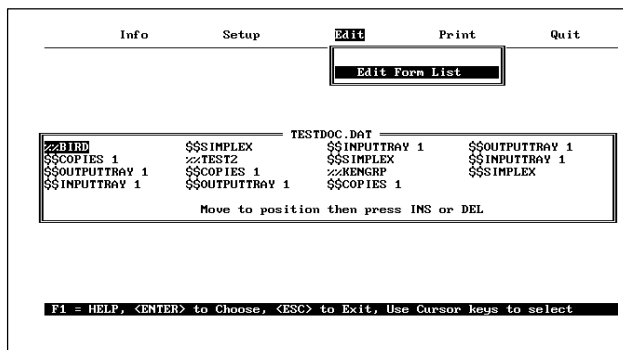 Info Setup Edit Print Quit
Edit Form List
TESTDOC.DAT
%%BIRD $$SIMPLEX $$INPUTTRAY 1 $$OUTPUTTRAY 1
$$COPIES 1 %%TEST2 $$SIMPLEX $$INPUTTRAY 1
$$OUTPUTTRAY 1 $$COPIES 1 %%KENGRP $$SIMPLEX
$$INPUTTRAY 1 $$OUTPUTTRAY 1 $$COPIES 1
Move to position then press INS or DEL
F1 = HELP, <ENTER> to Choose, <ESC> to Exit, Use Cursor keys to select